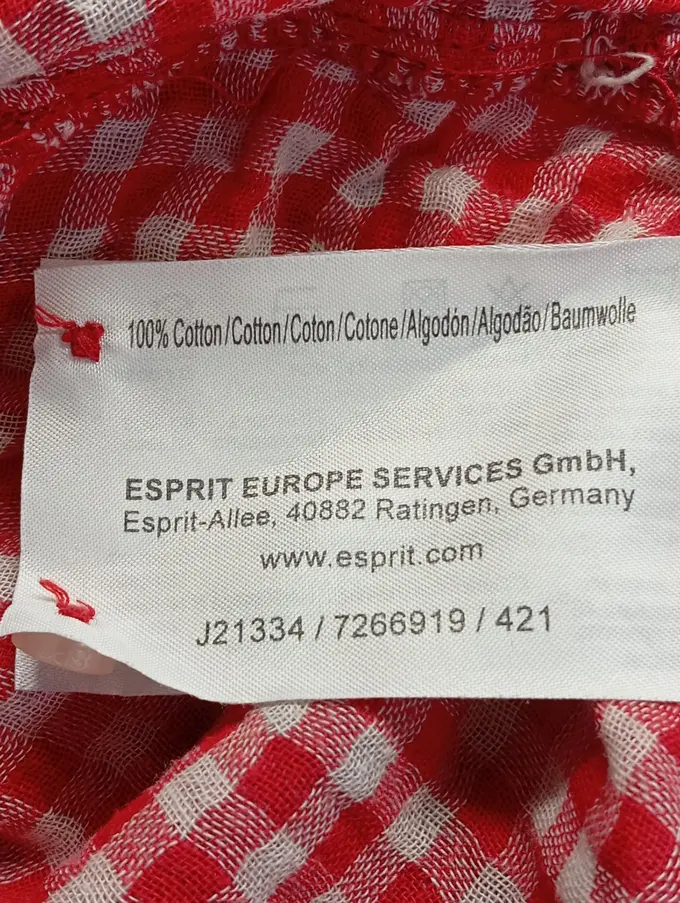 100% Cotton/Cotton/Coton/Cotone/Algodón/Algodão/Baumwolle
ESPRIT EUROPE SERVICES GmbH,
Esprit-Allee, 40882 Ratingen, Germany
www.esprit.com
J21334 / 7266919 / 421